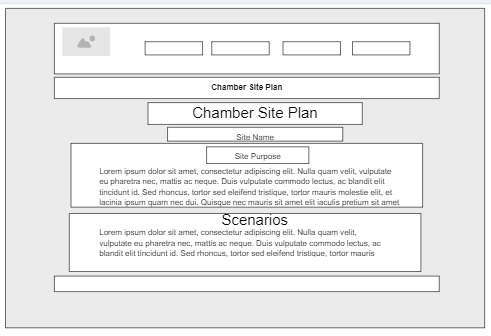 Chamber Site Plan
Chamber Site Plan
Site Name
Site Purpose
Lorem ipsum dolor sit amet, consectetur adipiscing elit. Nulla quam velit, vulputate
eu pharetra nec, mattis ac neque. Duis vulputate commodo lectus, ac blandit elit
tincidunt id. Sed rhoncus, tortor sed eleifend tristique, tortor mauris molestie elit, et
lacinia ipsum quam nec dui. Quisque nec mauris sit amet elit iaculis pretium sit amet
Scenarios
Lorem ipsum dolor sit amet, consectetur adipiscing elit. Nulla quam velit,
vulputate eu pharetra nec, mattis ac neque. Duis vulputate commodo lectus, ac
blandit elit tincidunt id. Sed rhoncus, tortor sed eleifend tristique, tortor mauris